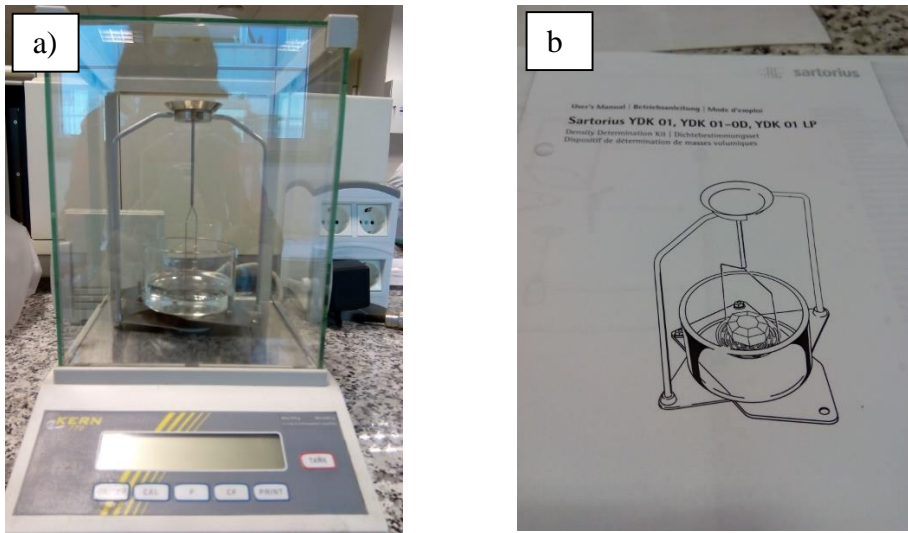 a)
KERN
TARE
CAL
P
CF
PRINT
b
sartorius
User's Manual | Betriebsanleitung | Mode d'emploi
Sartorius YDK 01, YDK 01-0D, YDK 01 LP
Density Determination Kit | Dichtebestimmungsset
Dispositif de détermination de masses volumiques